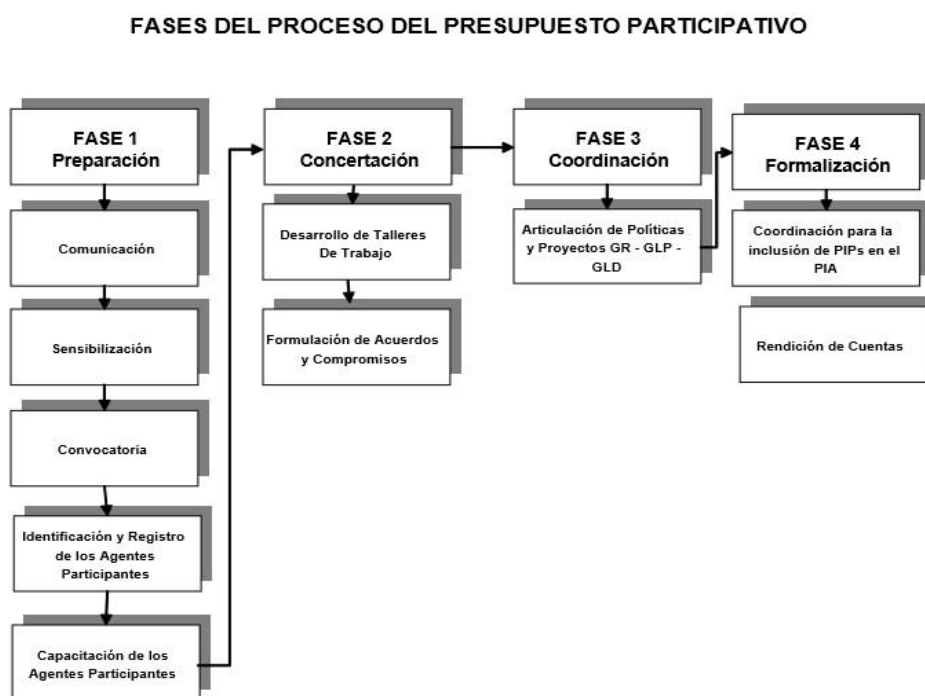 FASES DEL PROCESO DEL PRESUPUESTO PARTICIPATIVO
FASE 1
Preparación
Comunicación
Sensibilización
Convocatoria
Identificación y Registro
de los Agentes
Participantes
Capacitación de los
Agentes Participantes
FASE 2
Concertación
Desarrollo de Talleres
De Trabajo
Formulación de Acuerdos
y Compromisos
FASE 3
Coordinación
Articulación de Políticas
y Proyectos GR - GLP -
GLD
FASE 4
Formalización
Coordinación para la
inclusión de PIPs en el
PIA
Rendición de Cuentas